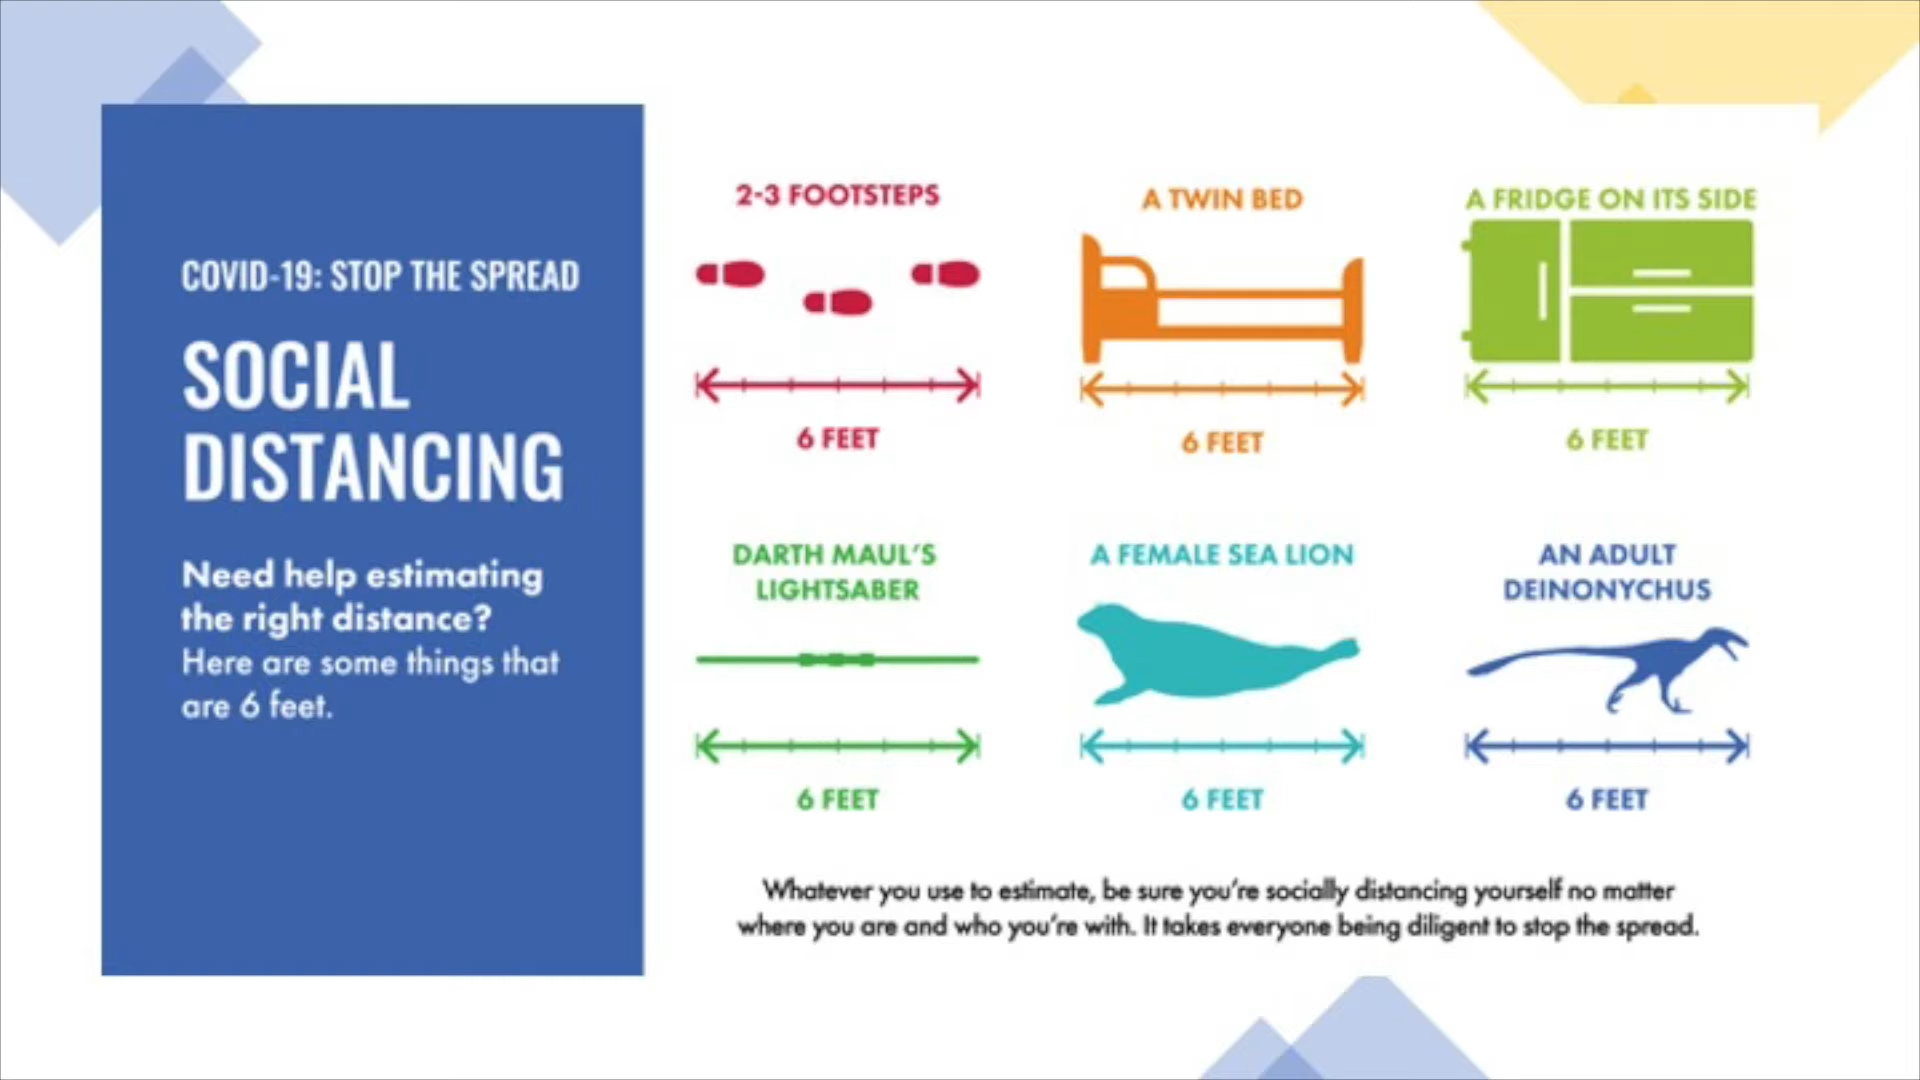 COVID-19: STOP THE SPREAD
SOCIAL
DISTANCING
Need help estimating
the right distance?
Here are some things that
are 6 feet.
2-3 FOOTSTEPS
6 FEET
A TWIN BED
6 FEET
A FRIDGE ON ITS SIDE
6 FEET
DARTH MAUL'S
LIGHTSABER
6 FEET
A FEMALE SEA LION
6 FEET
AN ADULT
DEINONYCHUS
6 FEET
Whatever you use to estimate, be sure you're socially distancing yourself no matter
where you are and who you're with. It takes everyone being diligent to stop the spread.